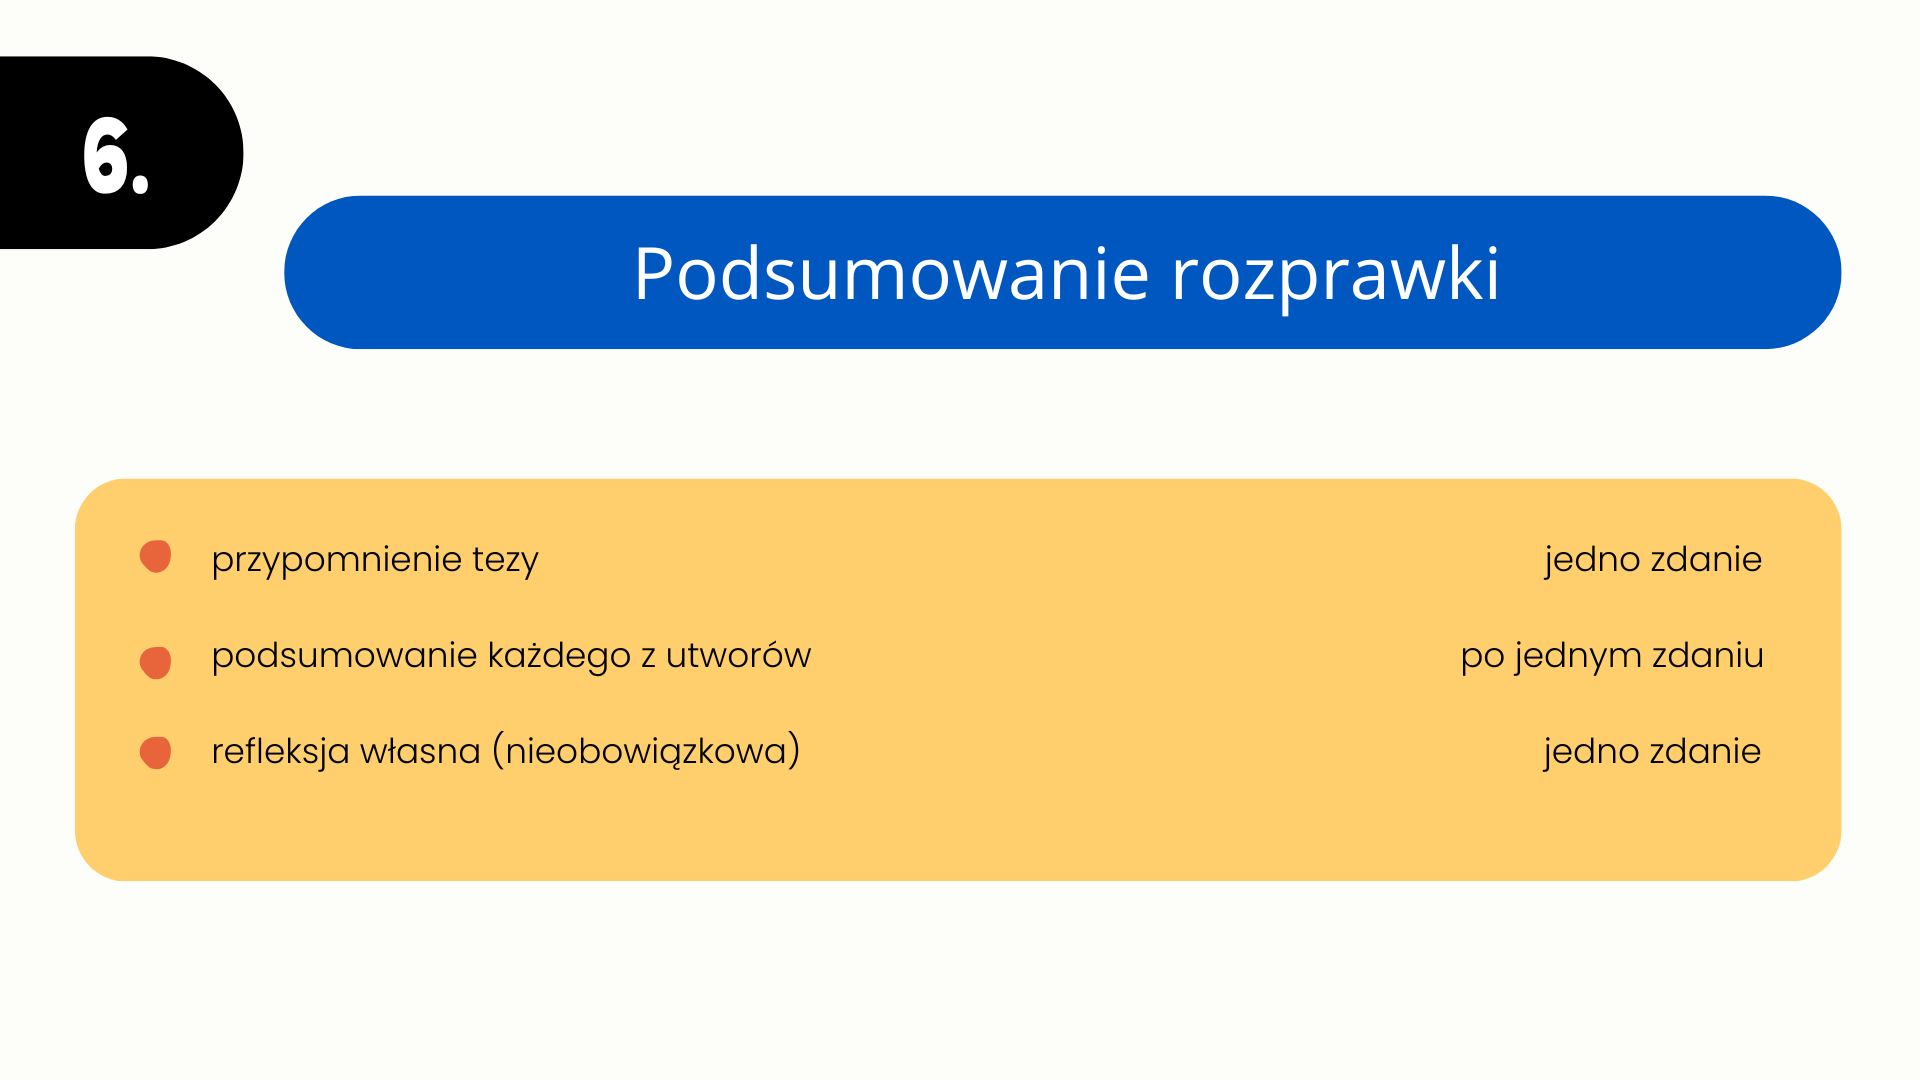 6.
Podsumowanie rozprawki
przypomnienie tezy jedno zdanie
podsumowanie każdego z utworów po jednym zdaniu
refleksja własna (nieobowiązkowa) jedno zdanie